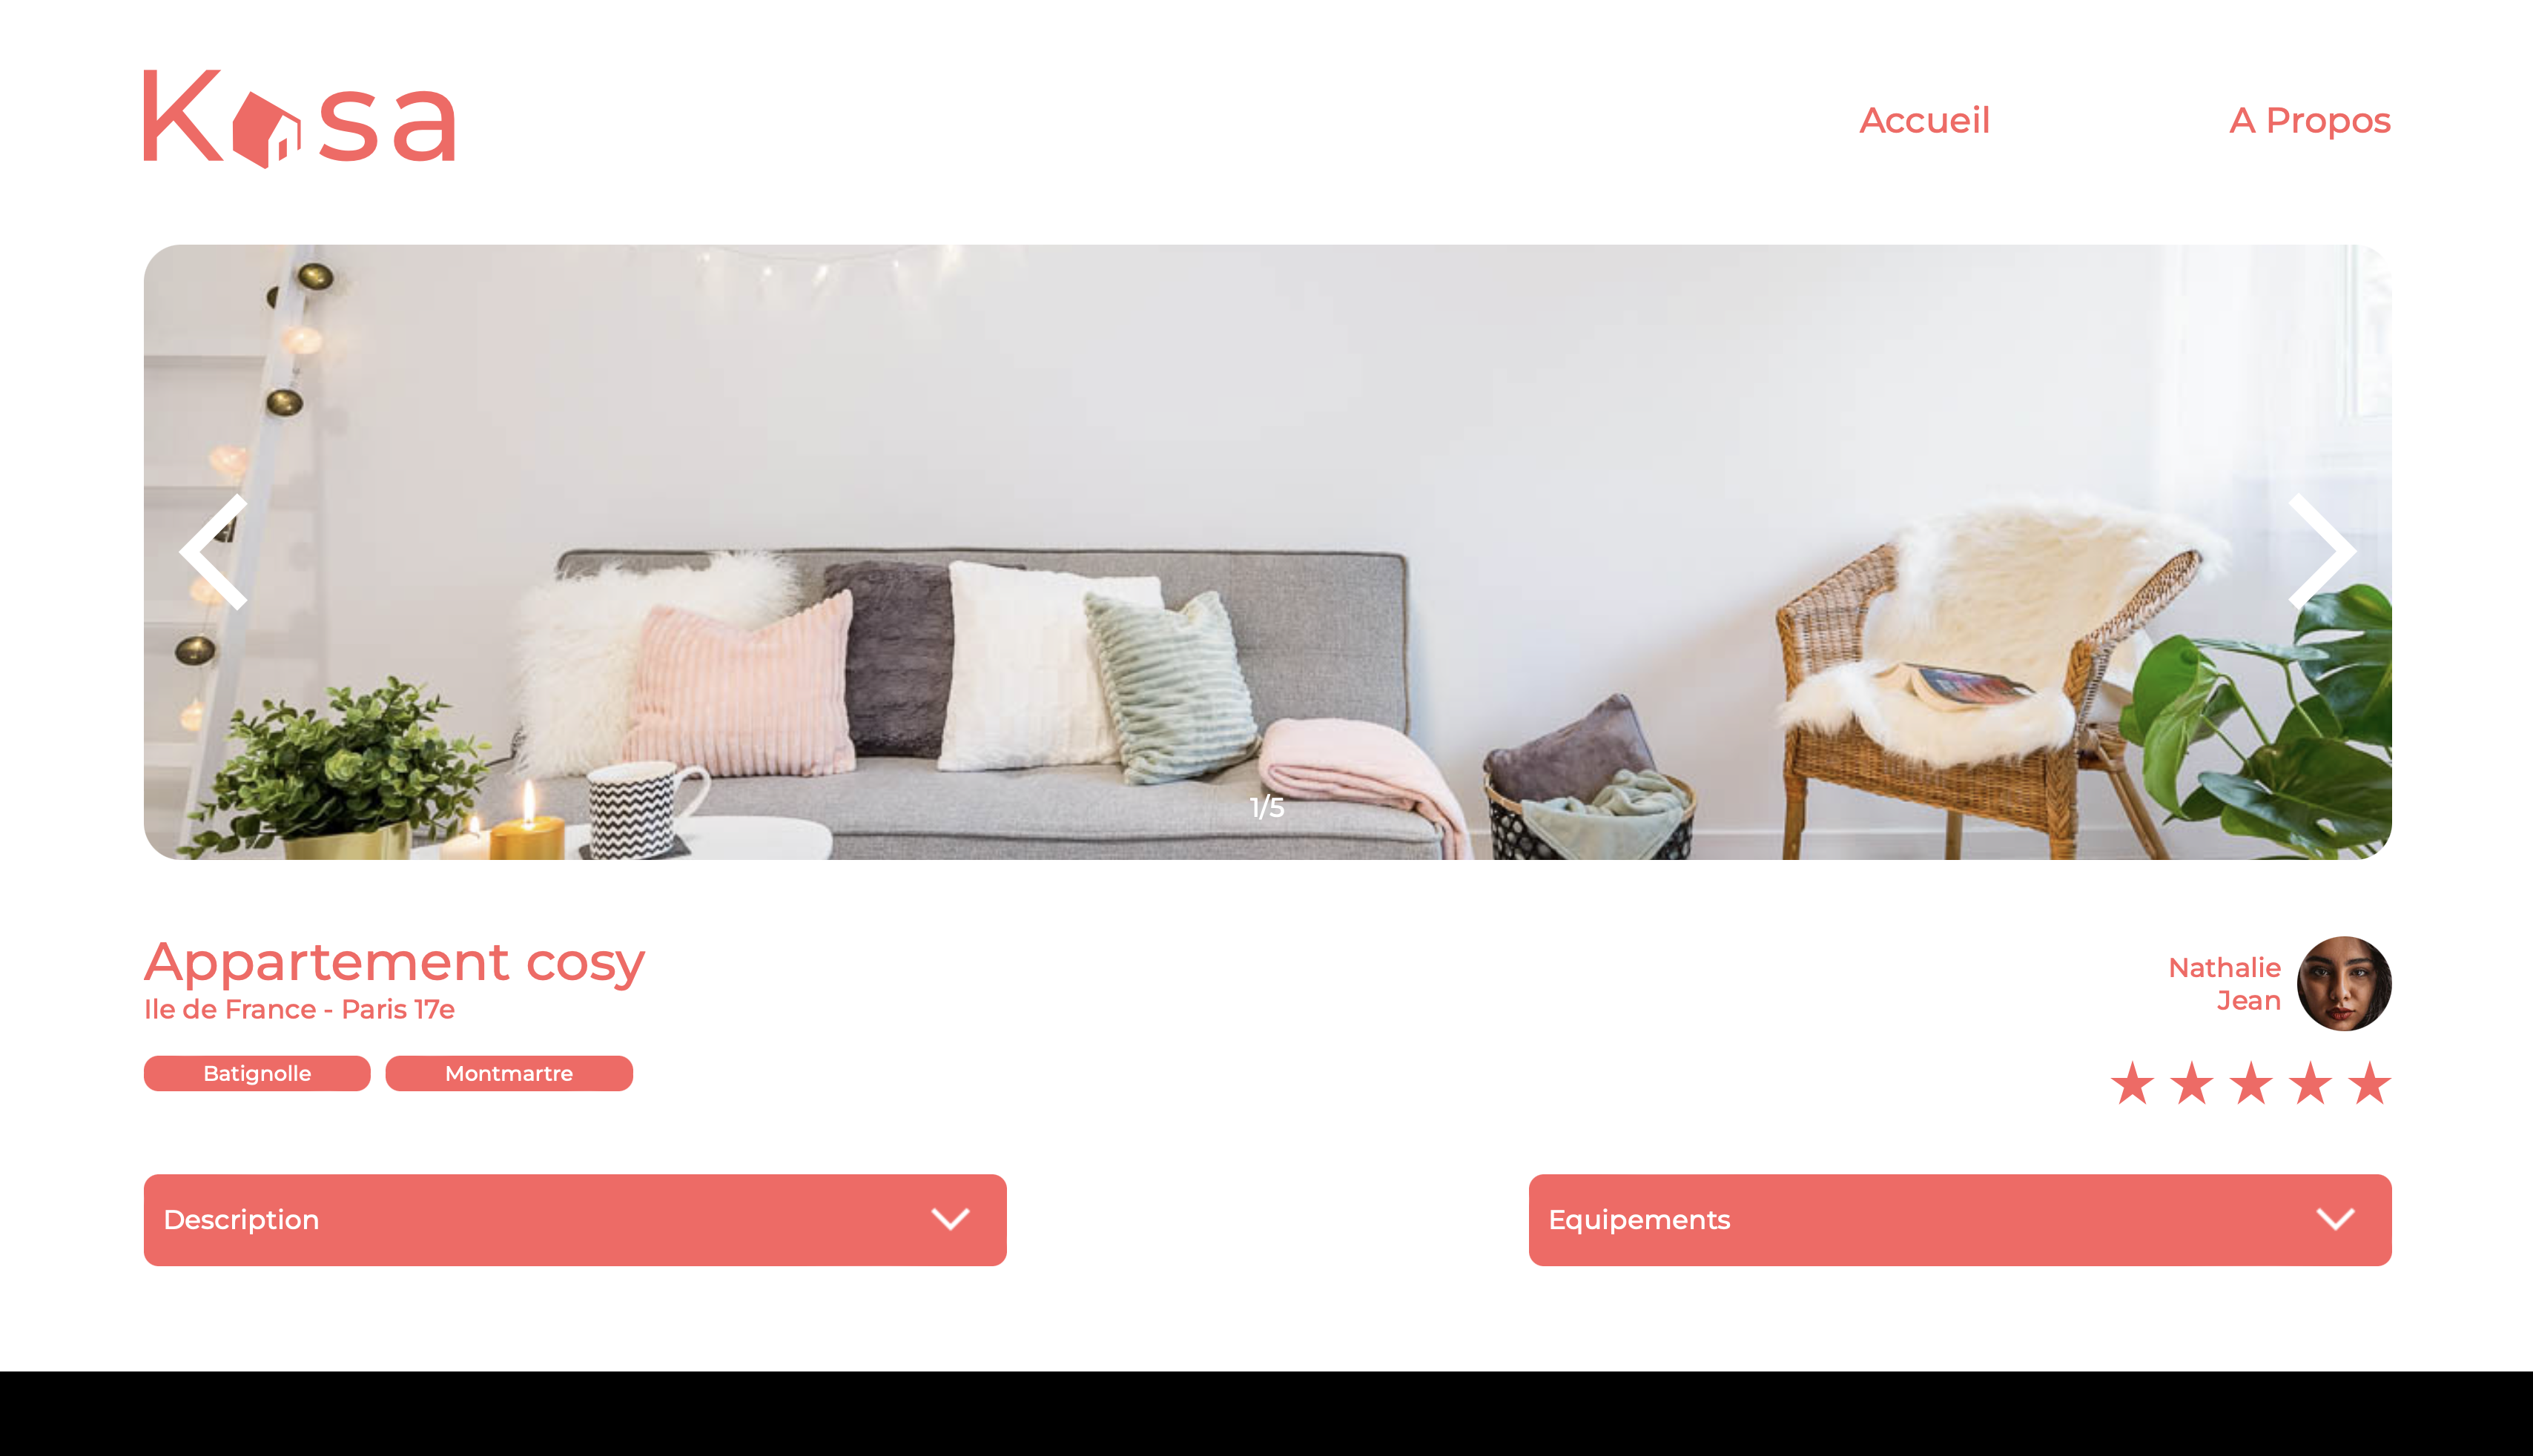 Kasa
Accueil
A Propos
1/5
Appartement cosy
Ile de France - Paris 17e
Batignolle
Montmartre
Nathalie
Jean
Description
Equipements